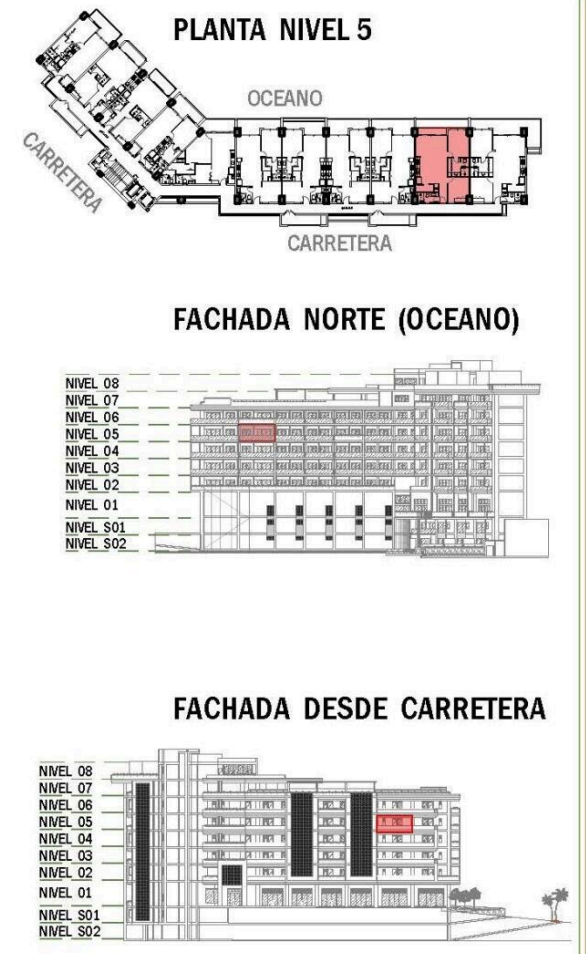 PLANTA NIVEL 5
OCEANO
CARRETERA
CARRETERA
FACHADA NORTE (OCEANO)
NIVEL 08
NIVEL 07
NIVEL 06
NIVEL 05
NIVEL 04
NIVEL 03
NIVEL 02
NIVEL 01
NIVEL S01
NIVEL S02
FACHADA DESDE CARRETERA
NIVEL 08
NIVEL 07
NIVEL 06
NIVEL 05
NIVEL 04
NIVEL 03
NIVEL 02
NIVEL 01
NIVEL S01
NIVEL S02